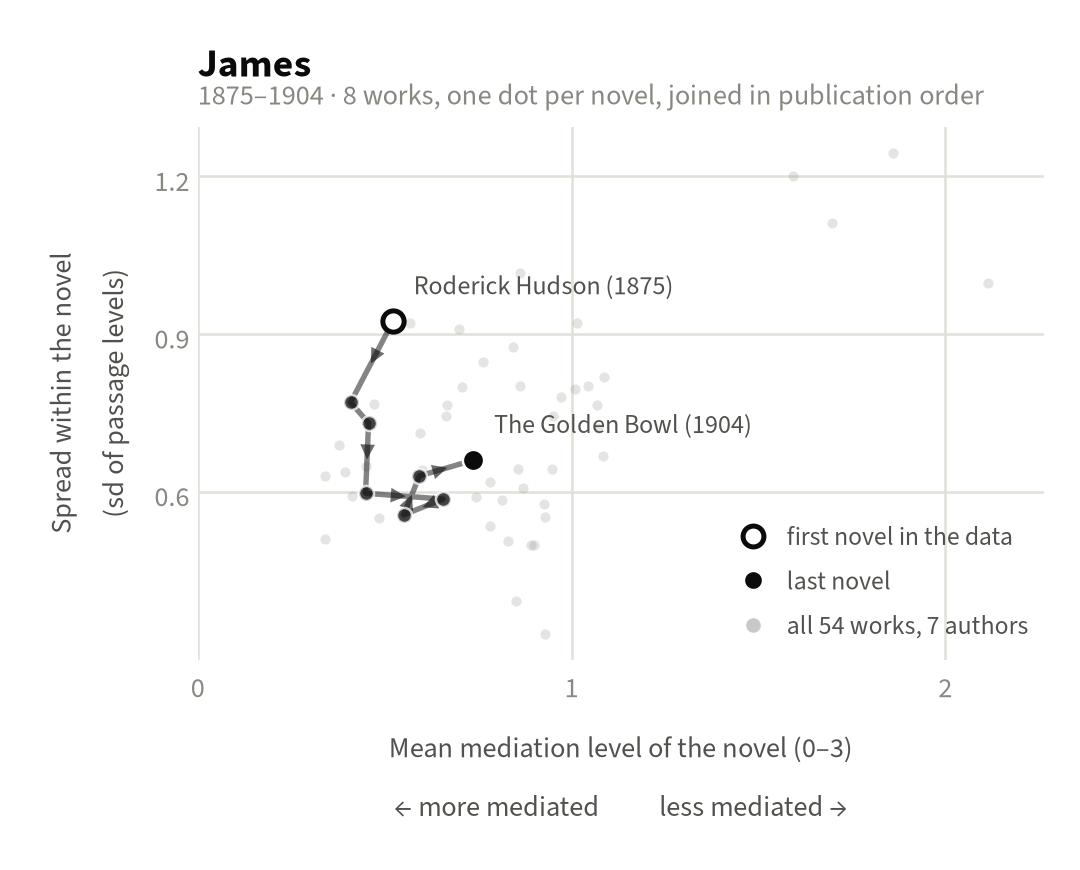 James
1875–1904 · 8 works, one dot per novel, joined in publication order
1.2
0.9
0.6
Spread within the novel
(sd of passage levels)
Roderick Hudson (1875)
The Golden Bowl (1904)
first novel in the data
last novel
all 54 works, 7 authors
0
1
2
Mean mediation level of the novel (0–3)
← more mediated
less mediated →